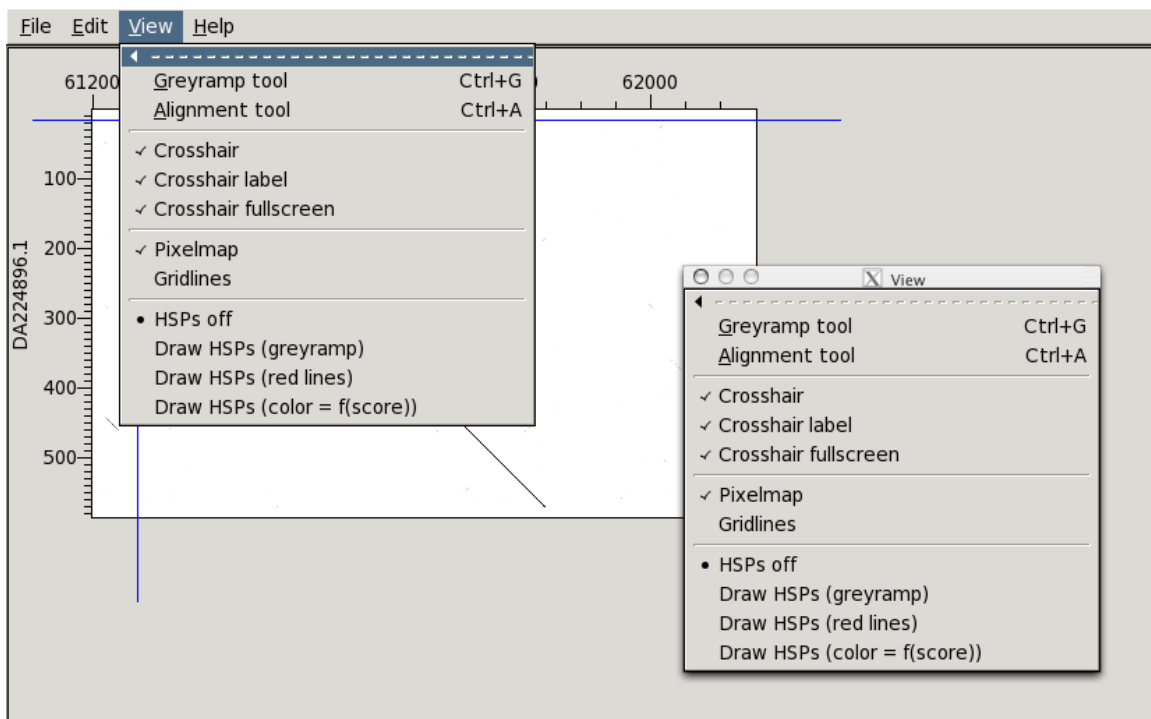 File Edit View Help
61200 62000
Greyramp tool Ctrl+G
Alignment tool Ctrl+A
Crosshair
Crosshair label
Crosshair fullscreen
Pixelmap
Gridlines
HSPs off
Draw HSPs (greyramp)
Draw HSPs (red lines)
Draw HSPs (color = f(score))
100
200
300
400
500
DA224896.1
View
Greyramp tool Ctrl+G
Alignment tool Ctrl+A
Crosshair
Crosshair label
Crosshair fullscreen
Pixelmap
Gridlines
HSPs off
Draw HSPs (greyramp)
Draw HSPs (red lines)
Draw HSPs (color = f(score))